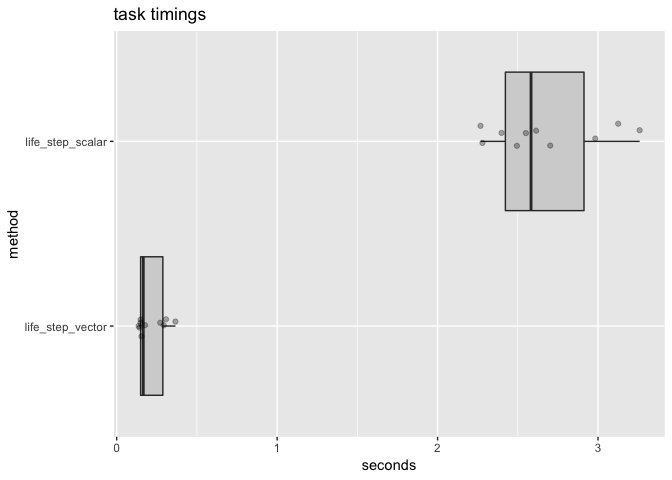 task timings
method
life_step_scalar
life_step_vector
0 1 2 3
seconds